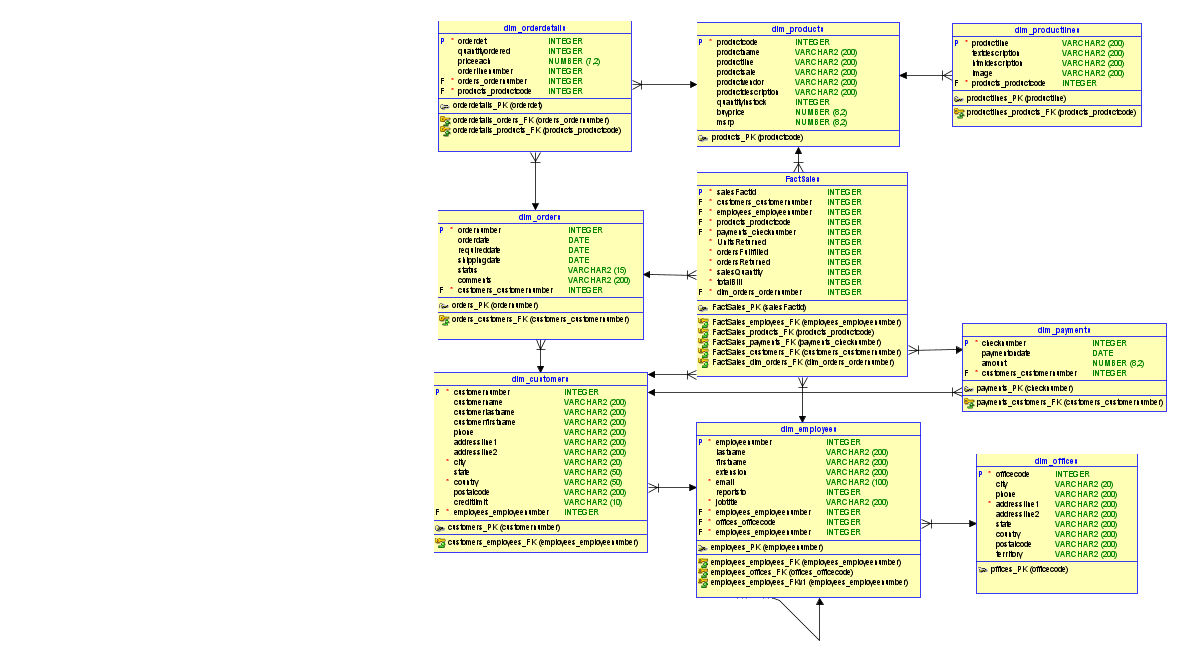 dim_orderdetails
P * orderdet INTEGER
quantityordered INTEGER
priceeach NUMBER (7,2)
orderlinenumber INTEGER
F * orders_ordernumber INTEGER
F * products_productcode INTEGER
orderdetails_PK (orderdet)
orderdetails_orders_FK (orders_ordernumber)
orderdetails_products_FK (products_productcode)
dim_products
P * productcode INTEGER
productname VARCHAR2 (200)
productline VARCHAR2 (200)
productscale VARCHAR2 (200)
productvendor VARCHAR2 (200)
productdescription VARCHAR2 (200)
quantityinstock INTEGER
buyprice NUMBER (8,2)
msrp NUMBER (8,2)
products_PK (productcode)
dim_productlines
P * productline VARCHAR2 (200)
textdescription VARCHAR2 (200)
htmldescription VARCHAR2 (200)
image VARCHAR2 (200)
F * products_productcode INTEGER
productlines_PK (productline)
productlines_products_FK (products_productcode)
dim_orders
P * ordernumber INTEGER
orderdate DATE
requireddate DATE
shippingdate DATE
status VARCHAR2 (15)
comments VARCHAR2 (200)
F * customers_customernumber INTEGER
orders_PK (ordernumber)
orders_customers_FK (customers_customernumber)
FactSales
P * salesFactId INTEGER
F * customers_customernumber INTEGER
F * employees_employeenumber INTEGER
F * products_productcode INTEGER
F * payments_checknumber INTEGER
* UnitsReturned INTEGER
* ordersFullfilled INTEGER
* ordersReturned INTEGER
* salesQuantity INTEGER
* totalBill INTEGER
F * dim_orders_ordernumber INTEGER
FactSales_PK (salesFactId)
FactSales_employees_FK (employees_employeenumber)
FactSales_products_FK (products_productcode)
FactSales_payments_FK (payments_checknumber)
FactSales_customers_FK (customers_customernumber)
FactSales_dim_orders_FK (dim_orders_ordernumber)
dim_payments
P * checknumber INTEGER
paymentsdate DATE
amount NUMBER (8,2)
F * customers_customernumber INTEGER
payments_PK (checknumber)
payments_customers_FK (customers_customernumber)
dim_customers
P * customernumber INTEGER
customername VARCHAR2 (200)
customerlastname VARCHAR2 (200)
customerfirstname VARCHAR2 (200)
phone VARCHAR2 (200)
addressline1 VARCHAR2 (200)
addressline2 VARCHAR2 (200)
* city VARCHAR2 (20)
state VARCHAR2 (50)
* country VARCHAR2 (50)
postalcode VARCHAR2 (200)
creditlimit VARCHAR2 (10)
F * employees_employeenumber INTEGER
customers_PK (customernumber)
customers_employees_FK (employees_employeenumber)
dim_employees
P * employeenumber INTEGER
lastname VARCHAR2 (200)
firstname VARCHAR2 (200)
extension VARCHAR2 (200)
* email VARCHAR2 (100)
reportsto INTEGER
* jobtitle VARCHAR2 (200)
F * employees_employeenumber INTEGER
F * offices_officecode INTEGER
F * employees_employeenumber INTEGER
employees_PK (employeenumber)
employees_employees_FK (employees_employeenumber)
employees_offices_FK (offices_officecode)
employees_employees_FKv1 (employees_employeenumber)
dim_offices
P * officecode INTEGER
city VARCHAR2 (20)
phone VARCHAR2 (200)
* addressline1 VARCHAR2 (200)
addressline2 VARCHAR2 (200)
state VARCHAR2 (200)
country VARCHAR2 (200)
postalcode VARCHAR2 (200)
territory VARCHAR2 (200)
offices_PK (officecode)